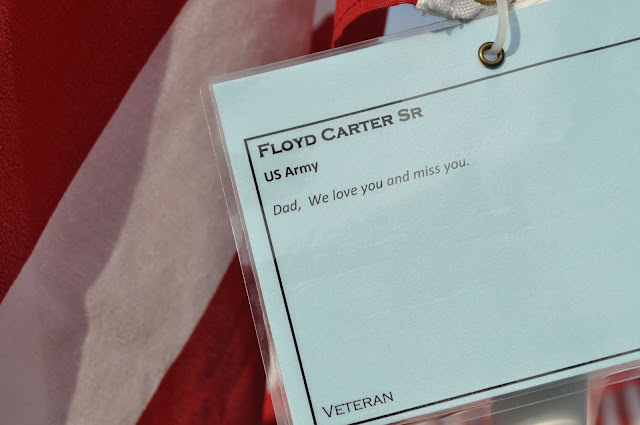 Floyd Carter Sr
US Army
Dad, We love you and miss you.
Veteran